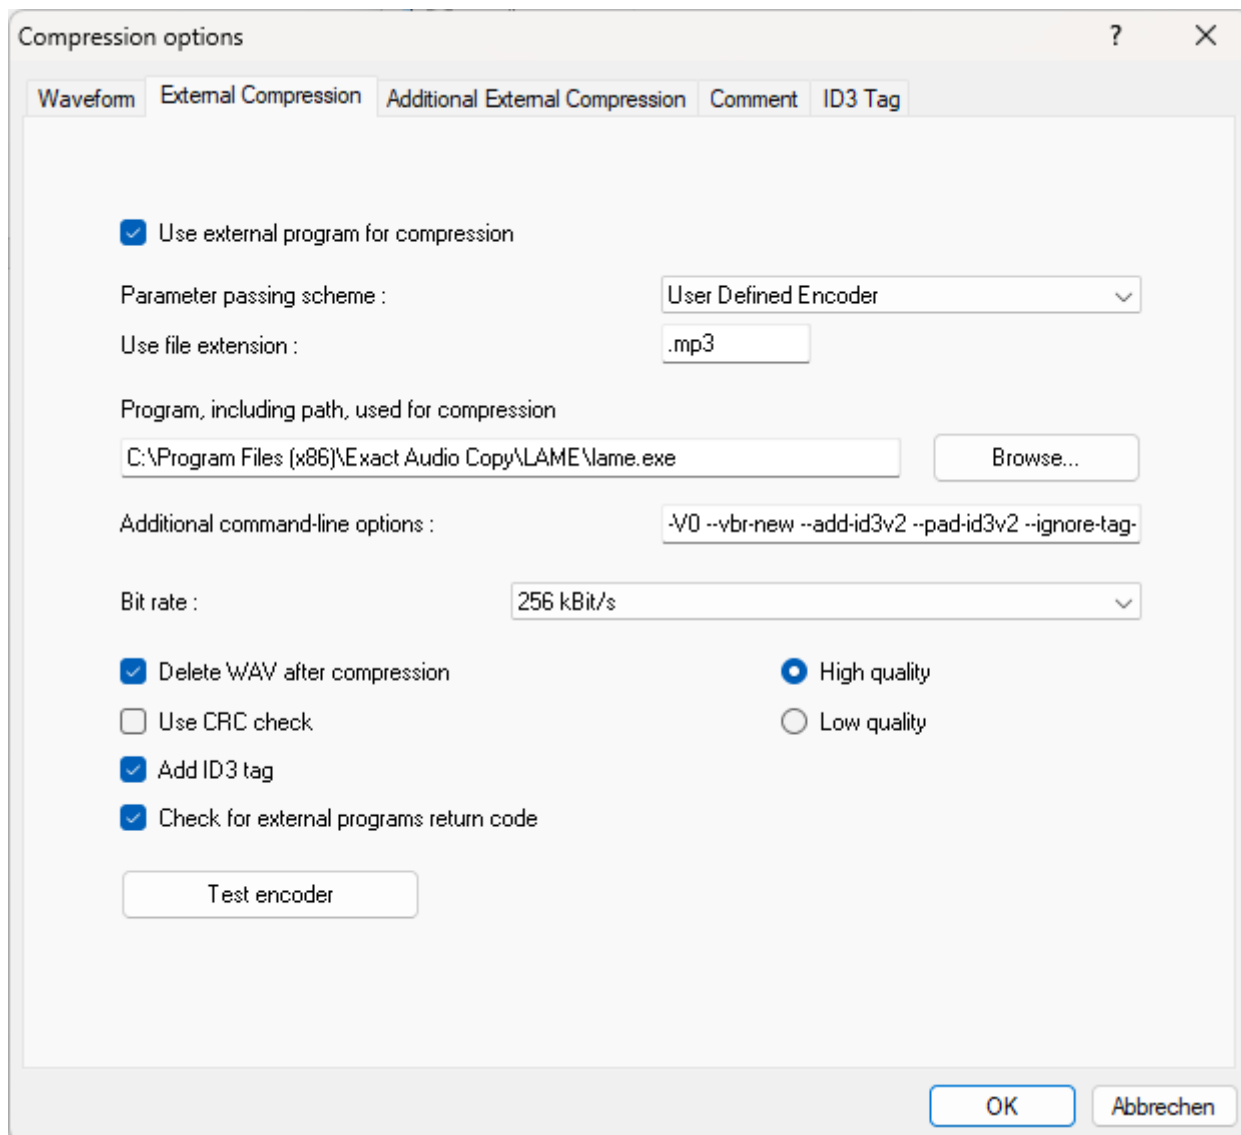 Compression options
Waveform External Compression Additional External Compression Comment ID3 Tag
Use external program for compression
Parameter passing scheme : User Defined Encoder
Use file extension : .mp3
Program, including path, used for compression
C:\Program Files (x86)\Exact Audio Copy\LAME\lame.exe Browse...
Additional command-line options : -V0 --vbr-new --add-id3v2 --pad-id3v2 --ignore-tag-
Bit rate : 256 kBit/s
Delete WAV after compression High quality
Use CRC check Low quality
Add ID3 tag
Check for external programs return code
Test encoder
OK Abbrechen